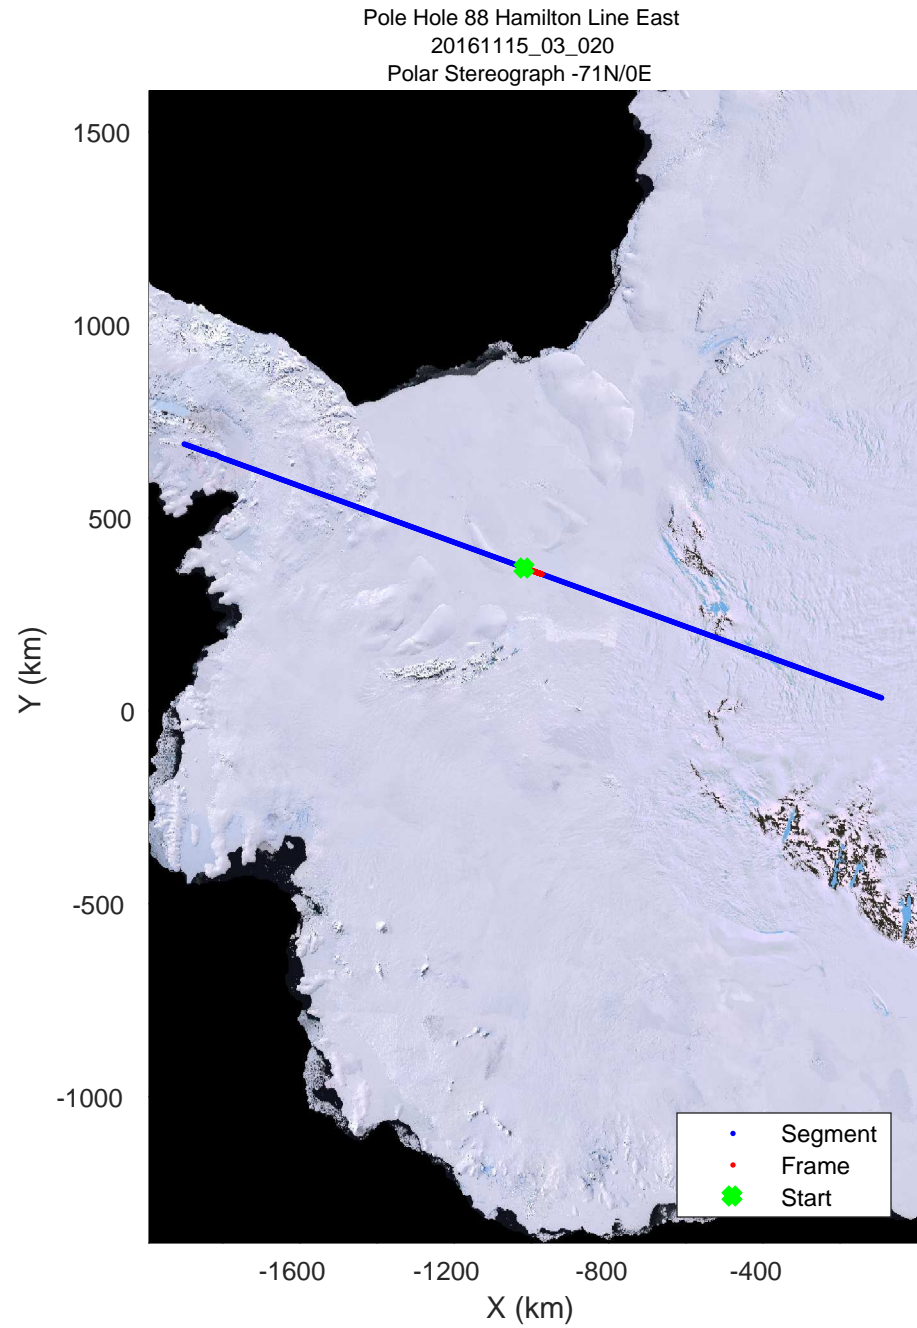 Pole Hole 88 Hamilton Line East
20161115_03_020
Polar Stereograph -71N/0E
1500
1000
500
0
-500
-1000
Y (km)
Segment
Frame
Start
-1600
-1200
-800
-400
X (km)